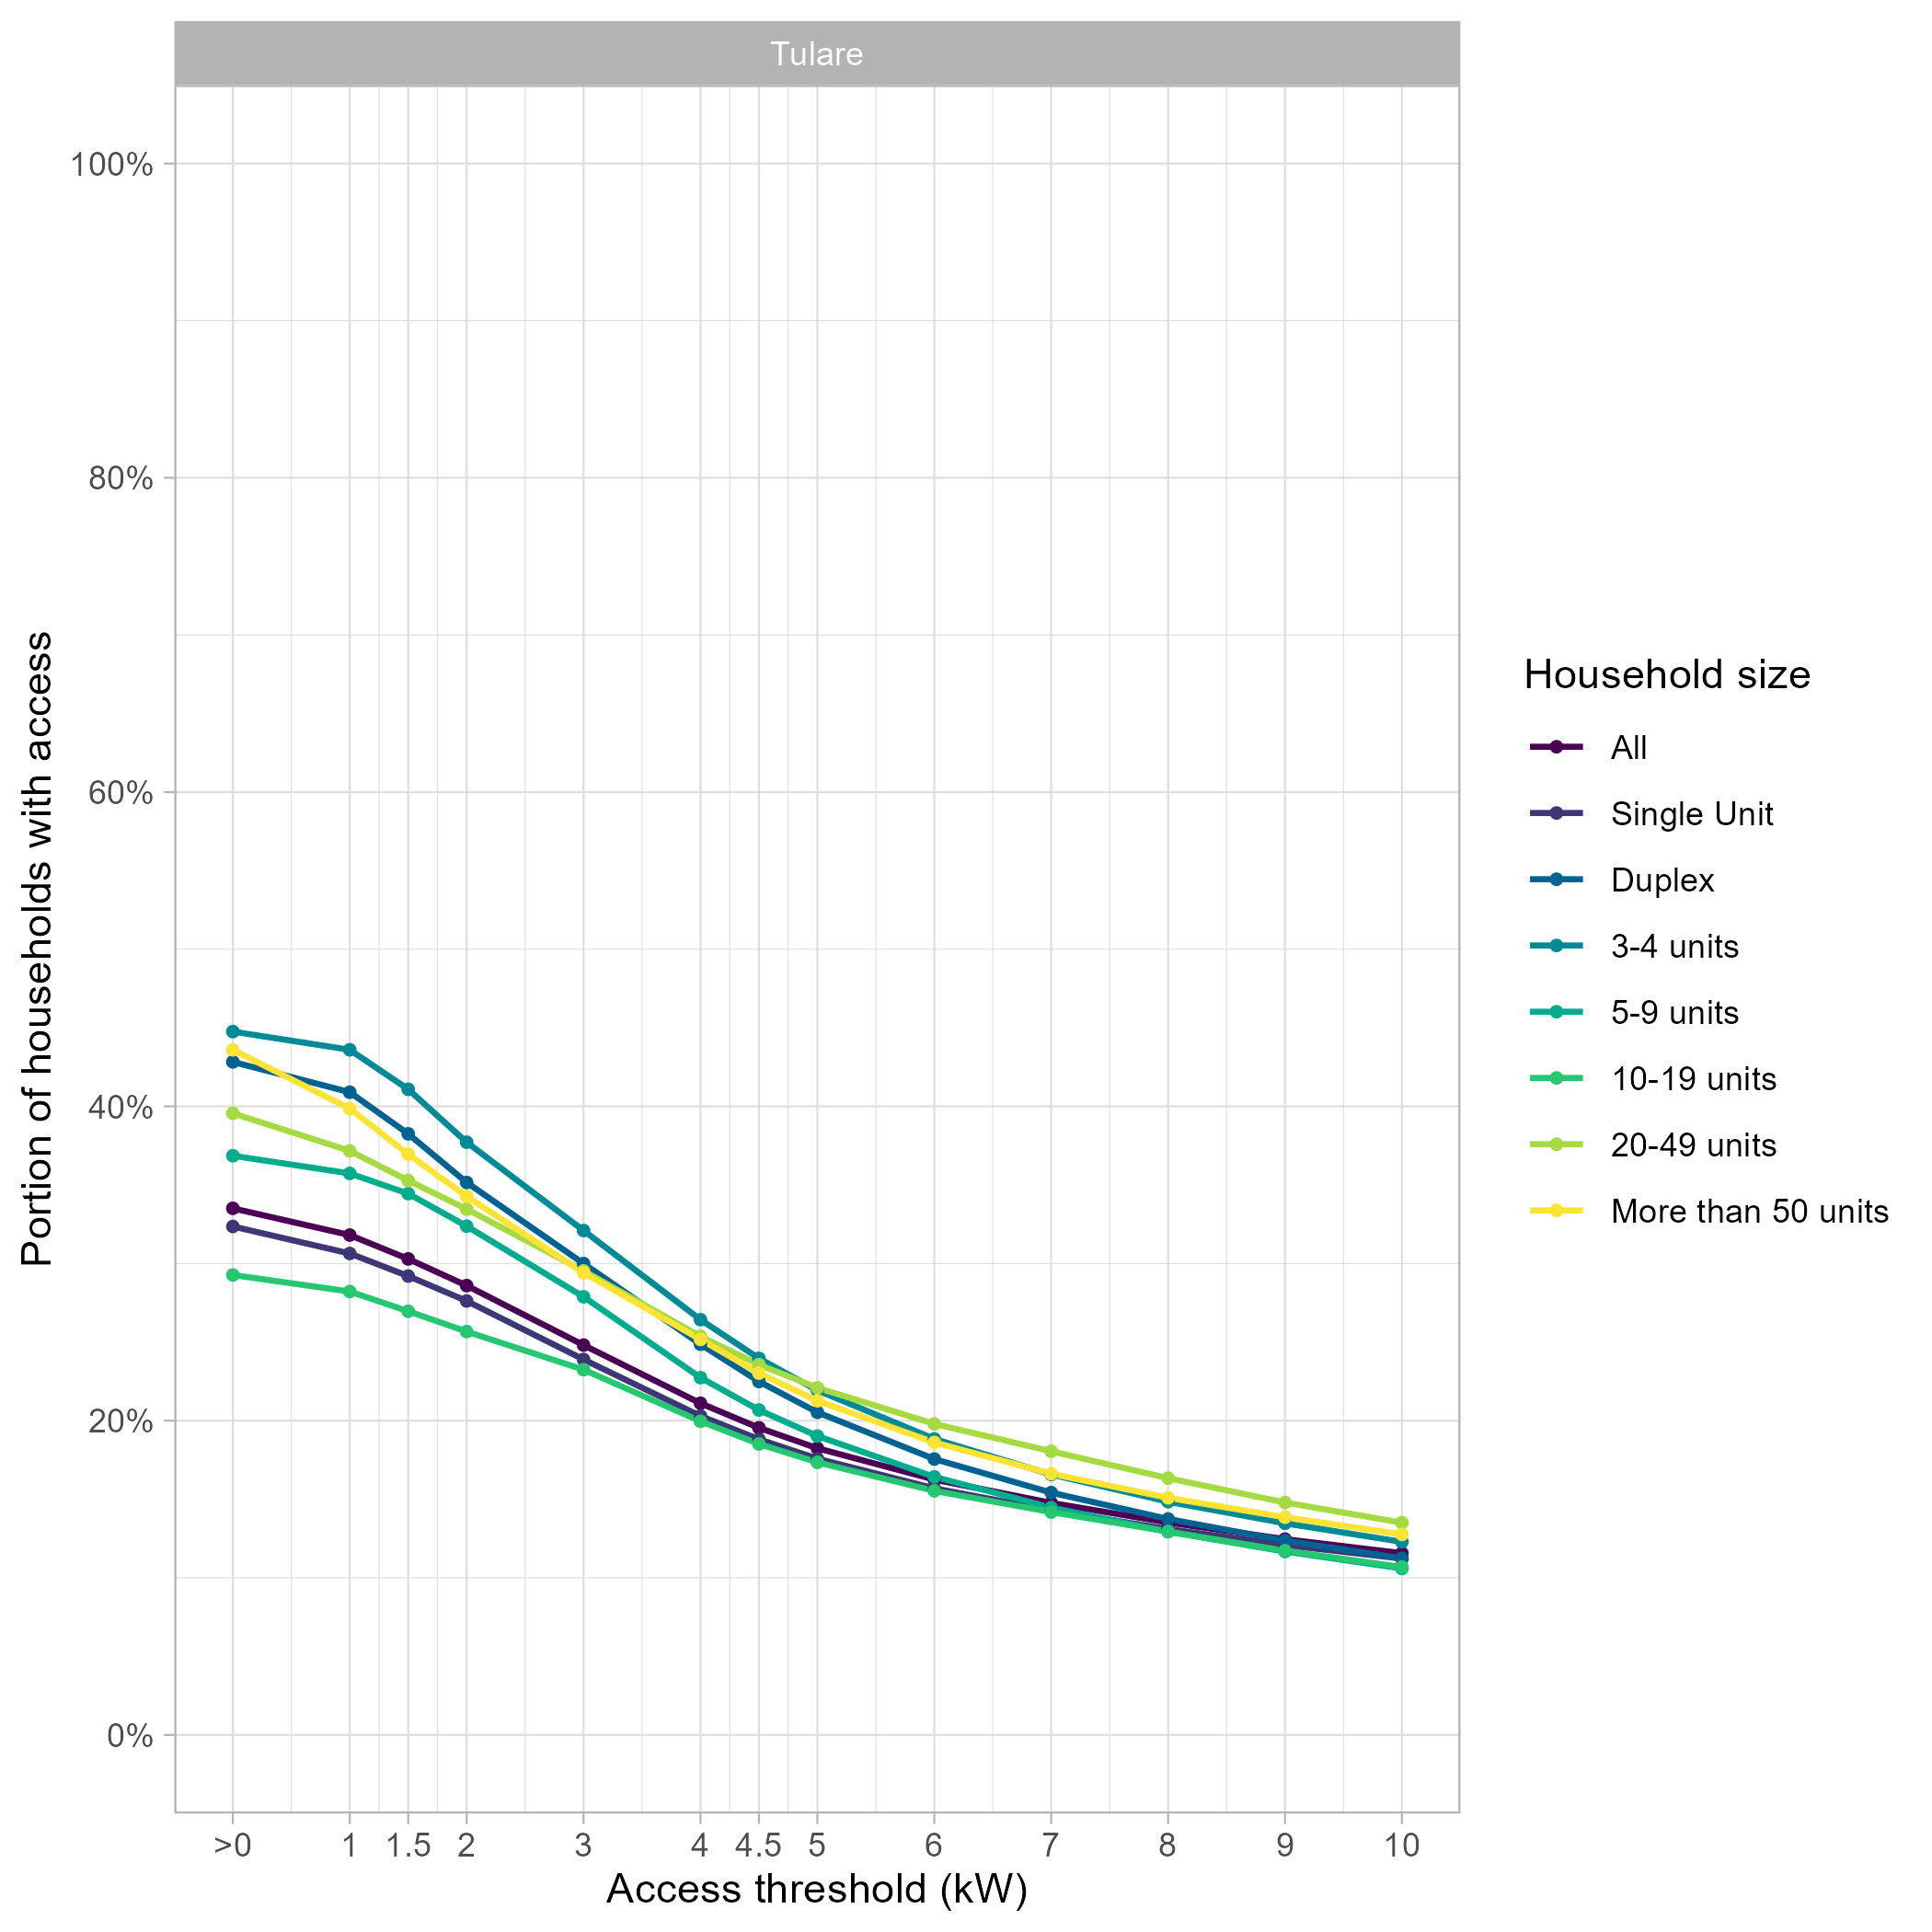 Tulare
100%
80%
60%
40%
20%
0%
Portion of households with access
>0 1 1.5 2 3 4 4.5 5 6 7 8 9 10
Access threshold (kW)
Household size
All
Single Unit
Duplex
3-4 units
5-9 units
10-19 units
20-49 units
More than 50 units